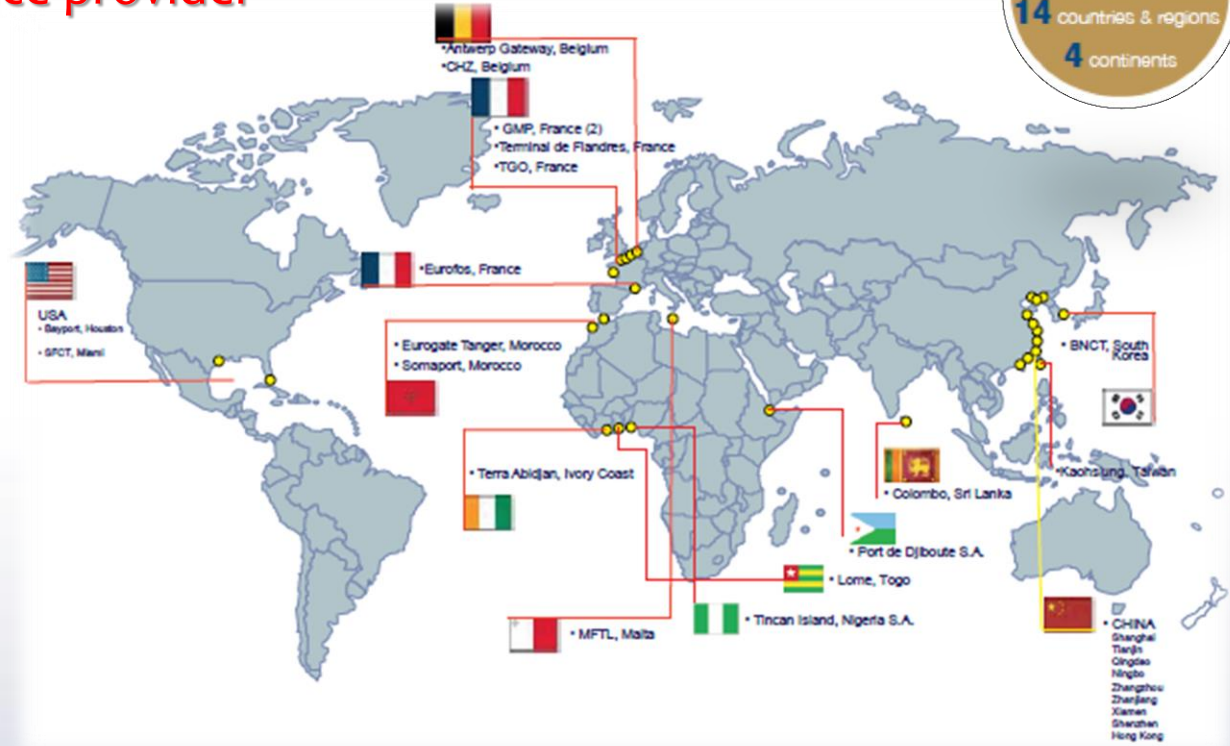 provider
14 countries & regions
4 continents
•Antwerp Gateway, Belgium
•CHZ, Belgium
• GMP, France (2)
•Terminal de Flandres, France
•TGO, France
•Eurofos, France
USA
• Bayport, Houston
• SFCT, Miami
• Eurogate Tanger, Morocco
• Somaport, Morocco
• BNCT, South
Korea
• Terra Abidjan, Ivory Coast
•Kaohsiung, Taiwan
• Colombo, Sri Lanka
• Port de Djiboute S.A.
• Lome, Togo
• Tincan Island, Nigeria S.A.
• MFTL, Malta
• CHINA
Shanghai
Tianjin
Qingdao
Ningbo
Zhangzhou
Zhanjiang
Xiamen
Shenzhen
Hong Kong